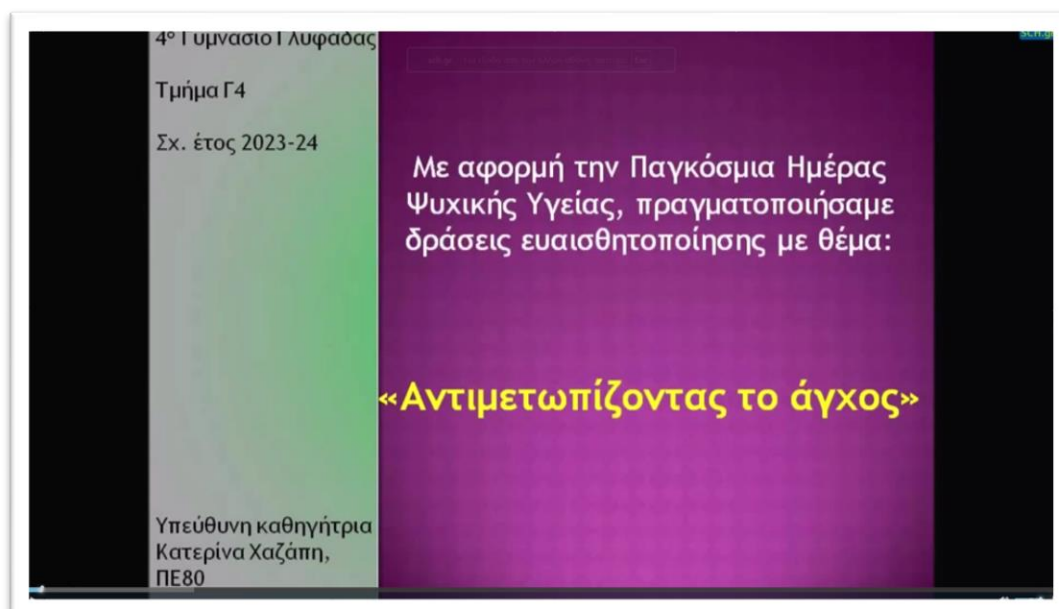 4º Γυμνάσιο Γλυφάδας
Τμήμα Γ4
Σχ. έτος 2023-24
Με αφορμή την Παγκόσμια Ημέρας
Ψυχικής Υγείας, πραγματοποιήσαμε
δράσεις ευαισθητοποίησης με θέμα:
«Αντιμετωπίζοντας το άγχος»
Υπεύθυνη καθηγήτρια
Κατερίνα Χαζάπη,
ΠΕ80